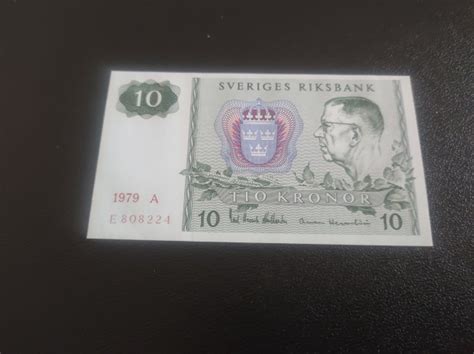 SVERIGES RIKSBANK
10
1979 A
E 808224
TIO KRONOR
10
10